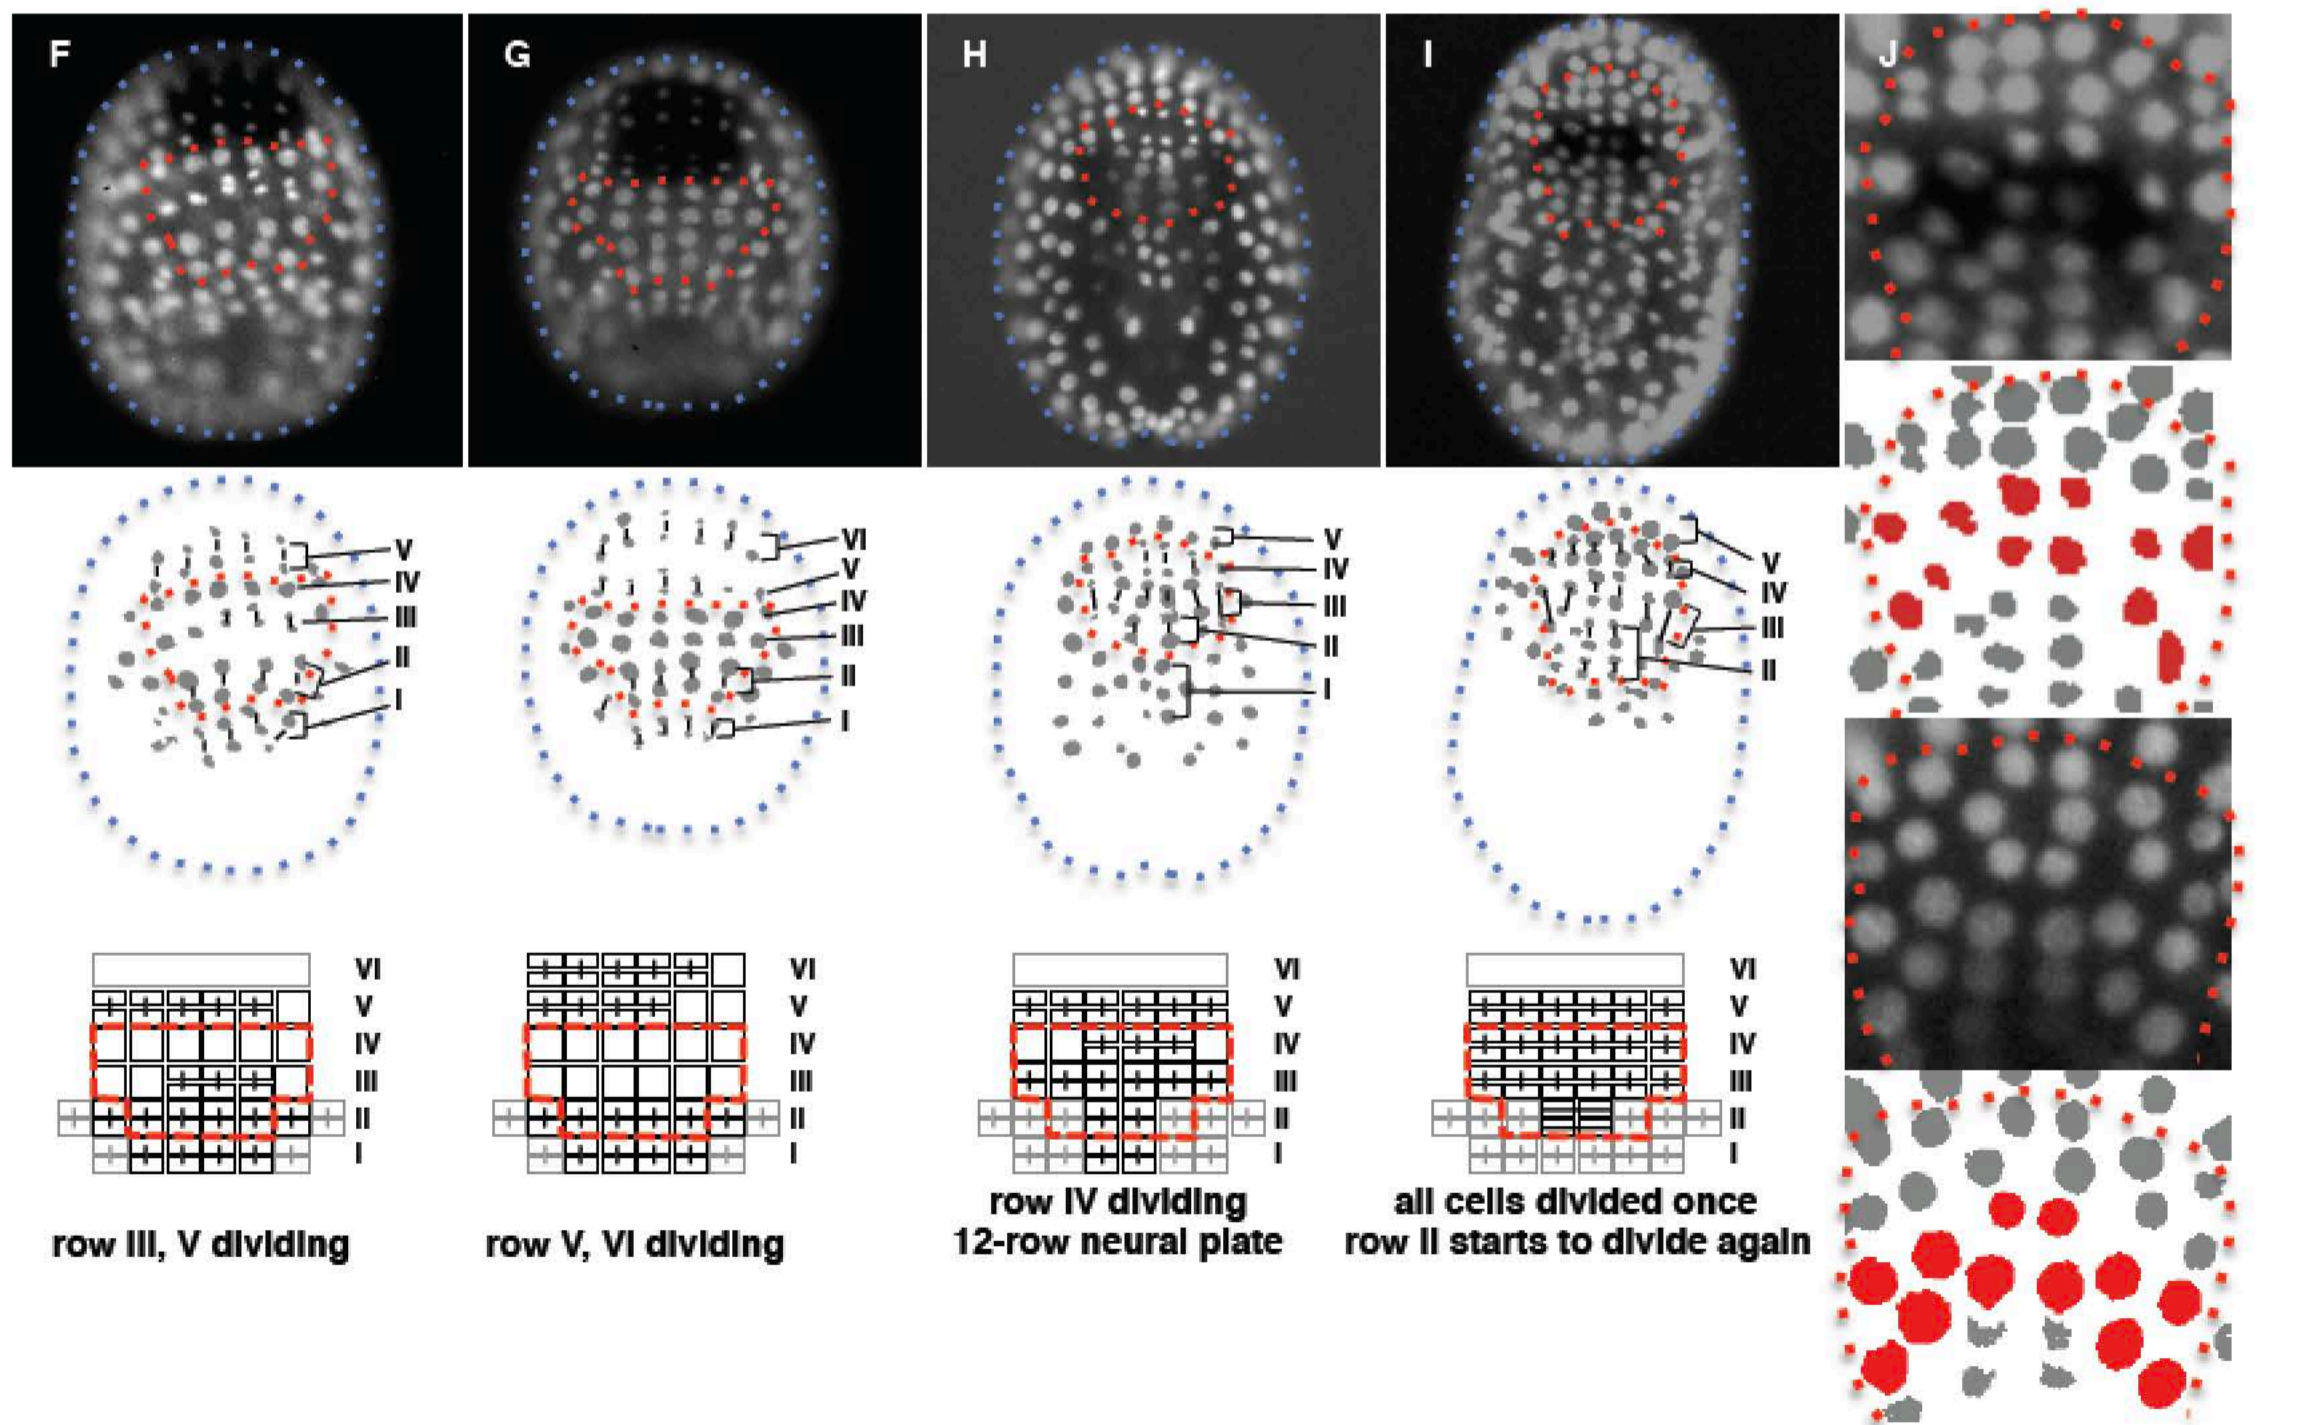 F
G
H
I
J
V
IV
III
II
I
VI
V
IV
III
II
I
V
IV
III
II
I
V
IV
III
II
VI
V
IV
III
II
I
VI
V
IV
III
II
I
VI
V
IV
III
II
I
VI
V
IV
III
II
I
row III, V dividing
row V, VI dividing
row IV dividing
12-row neural plate
all cells divided once
row II starts to divide again